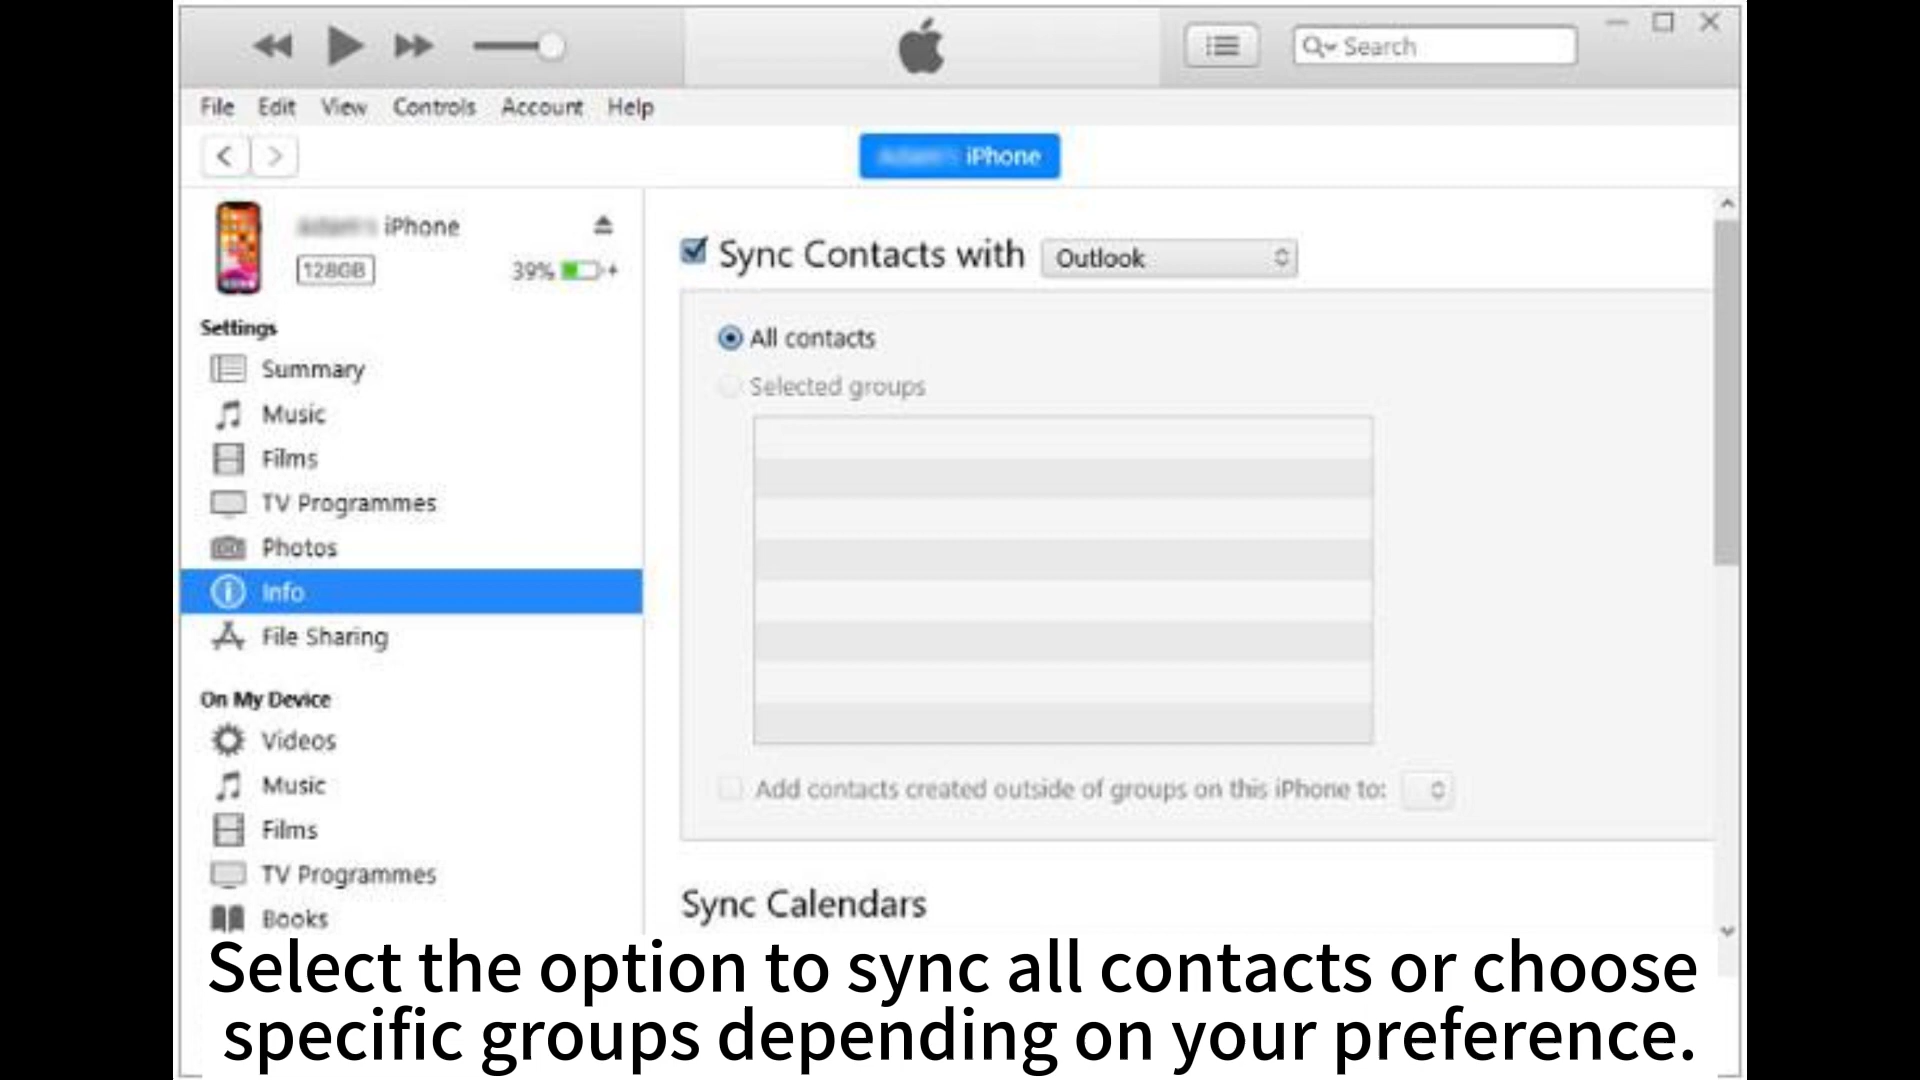 Search
File Edit View Controls Account Help
iPhone
iPhone
128GB 39%
Sync Contacts with Outlook
Settings
All contacts
Summary
Selected groups
Music
Films
TV Programmes
Photos
Info
File Sharing
On My Device
Videos
Music
Add contacts created outside of groups on this iPhone to:
Films
TV Programmes
Books
Sync Calendars
Select the option to sync all contacts or choose
specific groups depending on your preference.